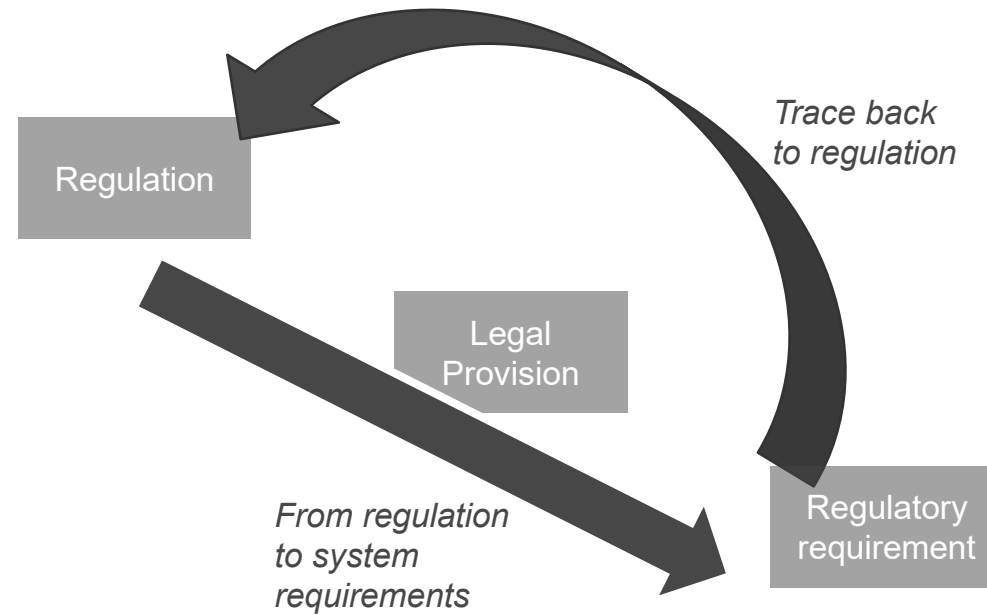 Trace back
to regulation
Regulation
Legal
Provision
From regulation
to system
requirements
Regulatory
requirement